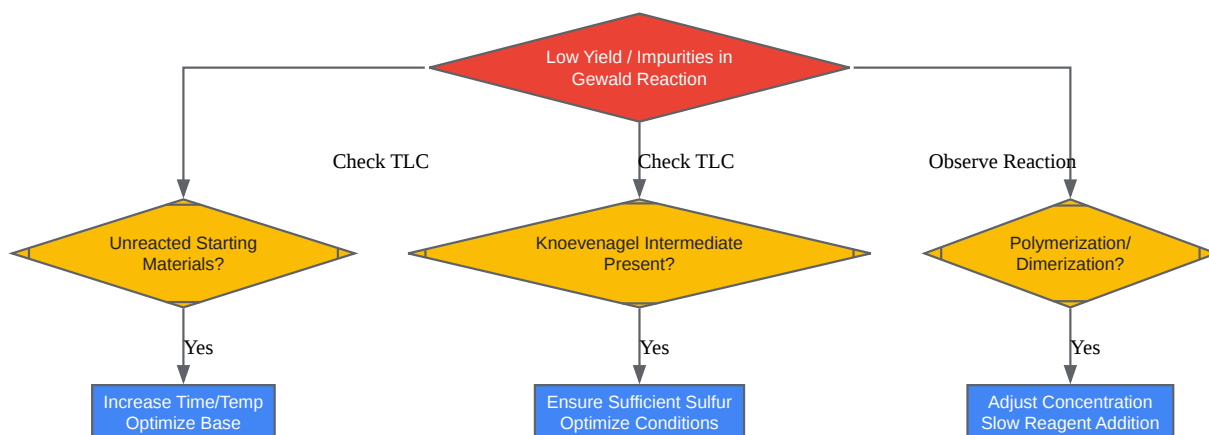 Low Yield / Impurities in
Gewald Reaction
Check TLC
Check TLC
Observe Reaction
Unreacted Starting
Materials?
Knoevenagel Intermediate
Present?
Polymerization/
Dimerization?
Yes
Yes
Yes
Increase Time/Temp
Optimize Base
Ensure Sufficient Sulfur
Optimize Conditions
Adjust Concentration
Slow Reagent Addition